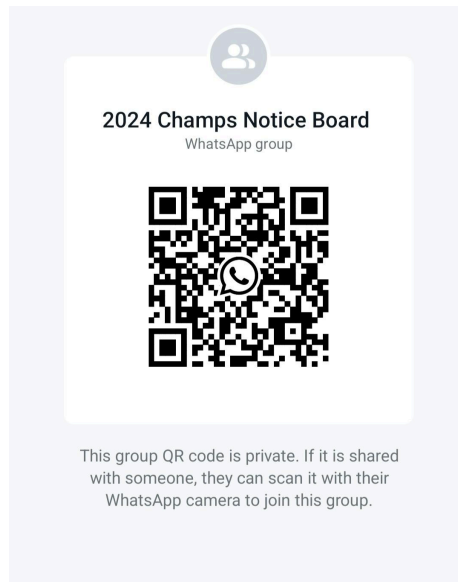 2024 Champs Notice Board
WhatsApp group
This group QR code is private. If it is shared
with someone, they can scan it with their
WhatsApp camera to join this group.